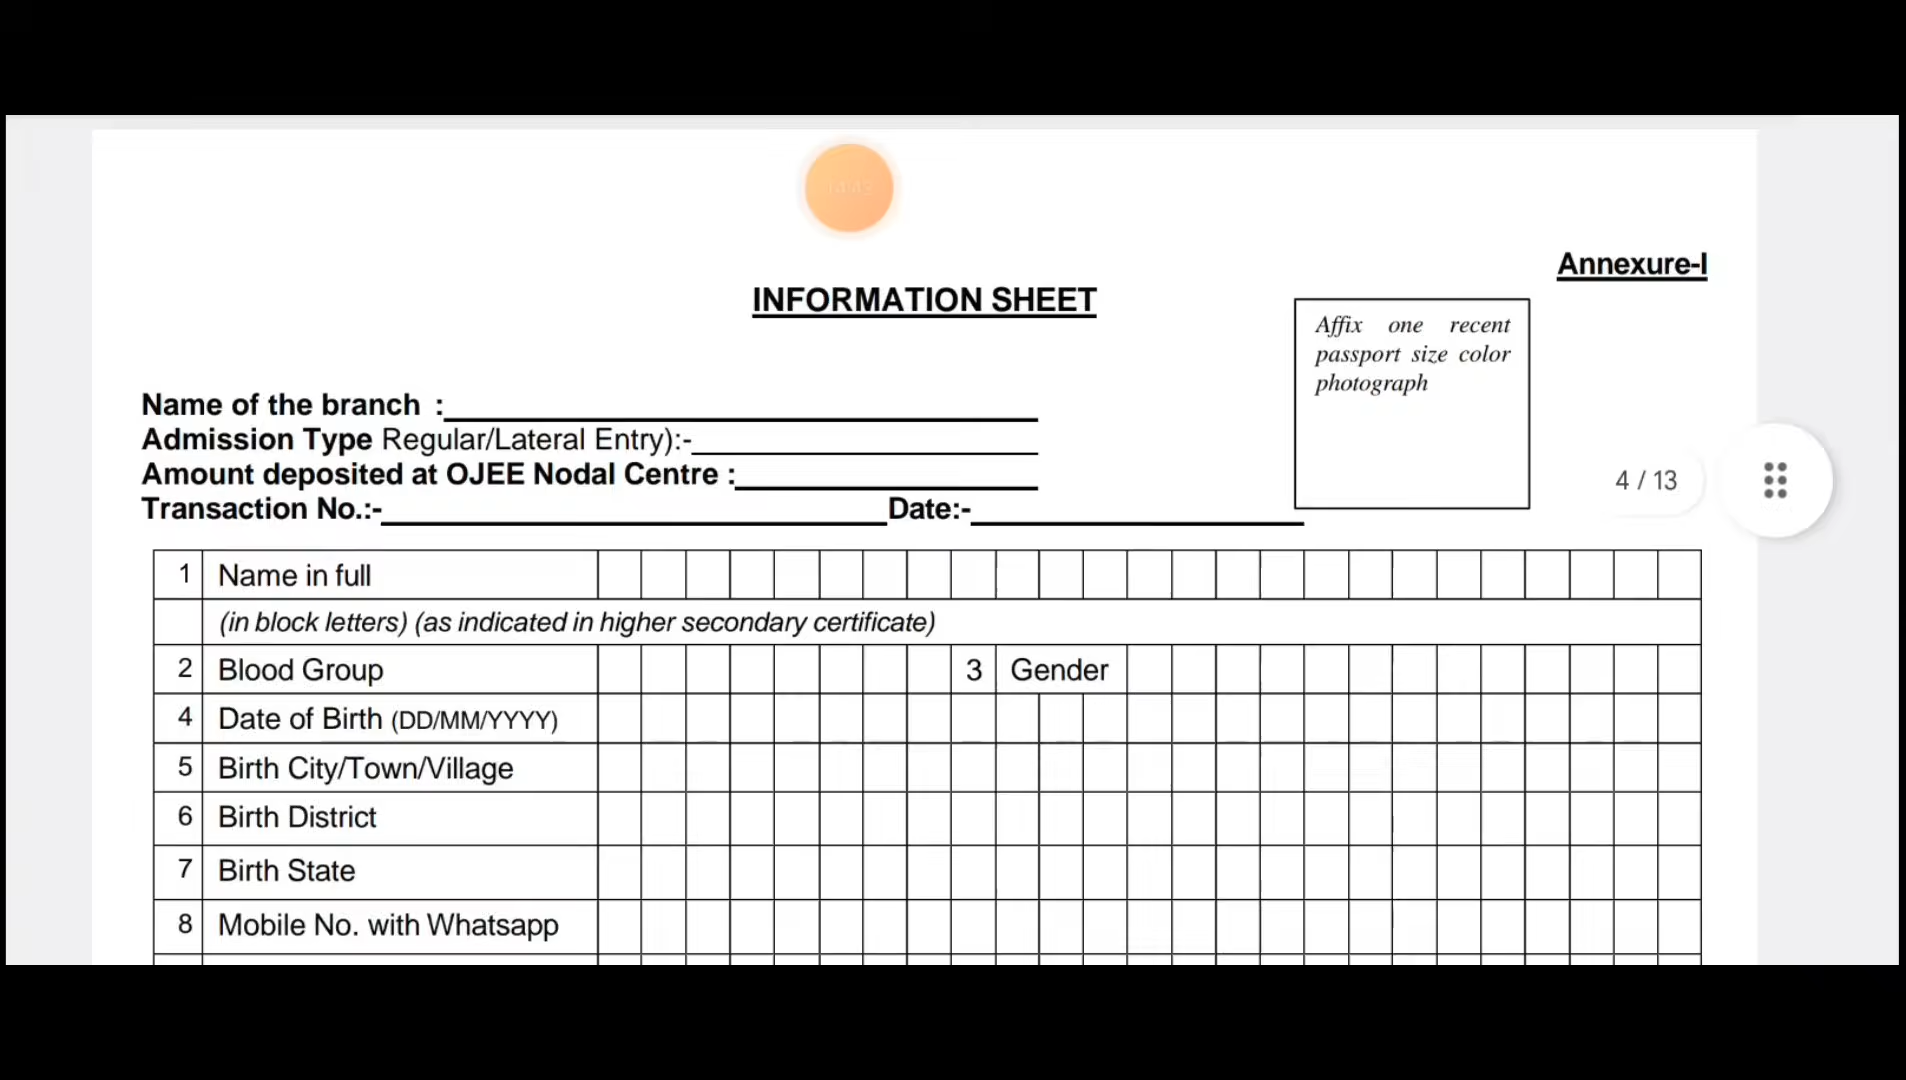 Annexure-I
INFORMATION SHEET
Affix one recent
passport size color
photograph
Name of the branch :
Admission Type Regular/Lateral Entry):-
Amount deposited at OJEE Nodal Centre :
Transaction No.:- Date:-
4 / 13
1 Name in full
(in block letters) (as indicated in higher secondary certificate)
2 Blood Group 3 Gender
4 Date of Birth (DD/MM/YYYY)
5 Birth City/Town/Village
6 Birth District
7 Birth State
8 Mobile No. with Whatsapp